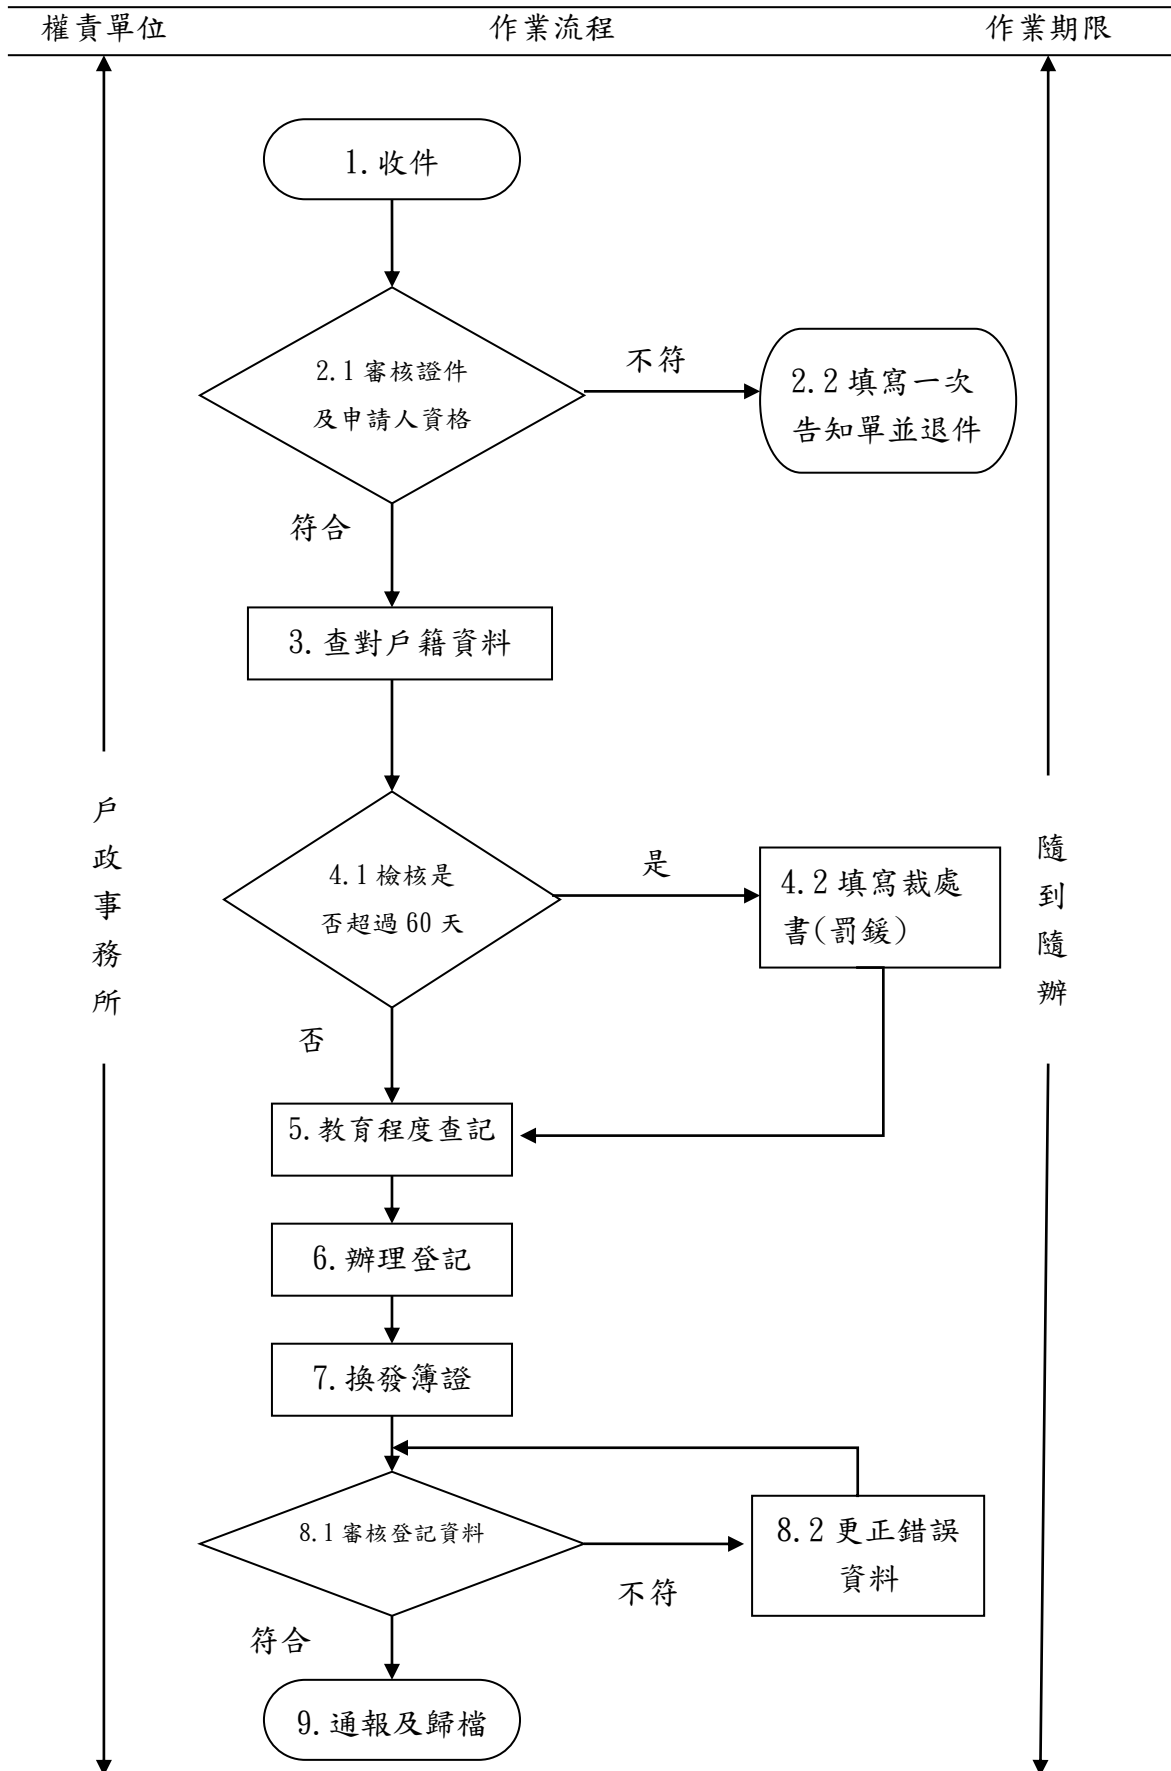 權責單位 作業流程 作業期限
1.收件
2.1 審核證件
及申請人資格
不符
2.2 填寫一次
告知單並退件
符合
3.查對戶籍資料
戶
政
事
務
所
4.1 檢核是
否超過 60 天
是
4.2 填寫裁處
書(罰鍰)
隨
到
隨
辦
否
5.教育程度查記
6.辦理登記
7.換發簿證
8.1 審核登記資料
不符
8.2 更正錯誤
資料
符合
9.通報及歸檔